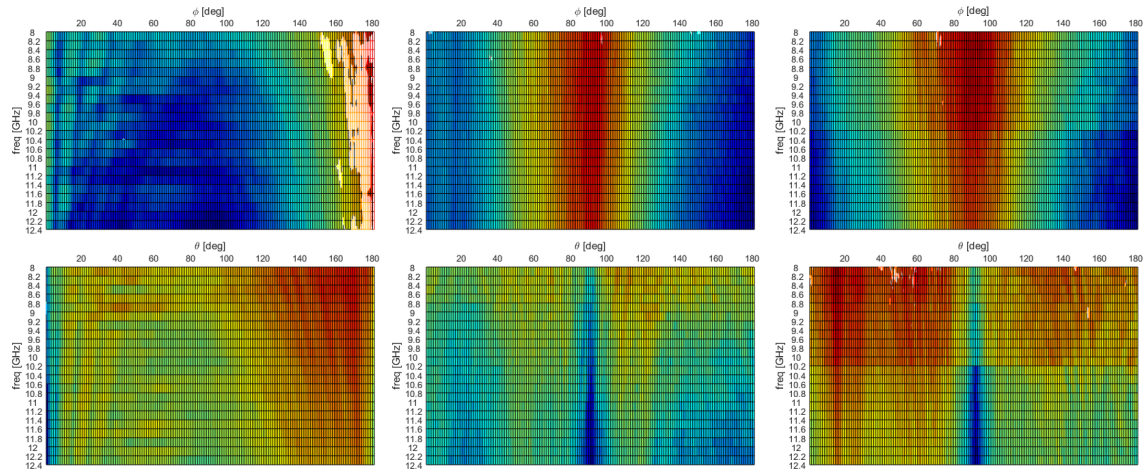 ϕ [deg] ϕ [deg] ϕ [deg]
20 40 60 80 100 120 140 160 180 20 40 60 80 100 120 140 160 180 20 40 60 80 100 120 140 160 180
8 8 8
8.2 8.2 8.2
8.4 8.4 8.4
8.6 8.6 8.6
8.8 8.8 8.8
9 9 9
9.2 9.2 9.2
9.4 9.4 9.4
9.6 9.6 9.6
9.8 9.8 9.8
10 10 10
10.2 10.2 10.2
10.4 10.4 10.4
10.6 10.6 10.6
10.8 10.8 10.8
11 11 11
11.2 11.2 11.2
11.4 11.4 11.4
11.6 11.6 11.6
11.8 11.8 11.8
12 12 12
12.2 12.2 12.2
12.4 12.4 12.4
freq [GHz] freq [GHz] freq [GHz]
θ [deg] θ [deg] θ [deg]
20 40 60 80 100 120 140 160 180 20 40 60 80 100 120 140 160 180 20 40 60 80 100 120 140 160 180
8 8 8
8.2 8.2 8.2
8.4 8.4 8.4
8.6 8.6 8.6
8.8 8.8 8.8
9 9 9
9.2 9.2 9.2
9.4 9.4 9.4
9.6 9.6 9.6
9.8 9.8 9.8
10 10 10
10.2 10.2 10.2
10.4 10.4 10.4
10.6 10.6 10.6
10.8 10.8 10.8
11 11 11
11.2 11.2 11.2
11.4 11.4 11.4
11.6 11.6 11.6
11.8 11.8 11.8
12 12 12
12.2 12.2 12.2
12.4 12.4 12.4
freq [GHz] freq [GHz] freq [GHz]